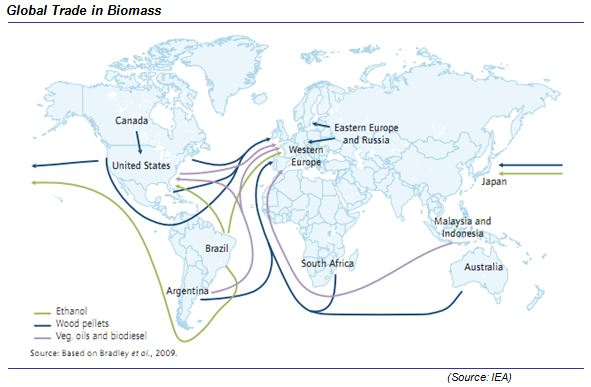 Global Trade in Biomass
Canada
United States
Eastern Europe
and Russia
Western
Europe
Japan
Malaysia and
Indonesia
Brazil
South Africa
Australia
Argentina
Ethanol
Wood pellets
Veg. oils and biodiesel
Source: Based on Bradley et al., 2009.
(Source: IEA)